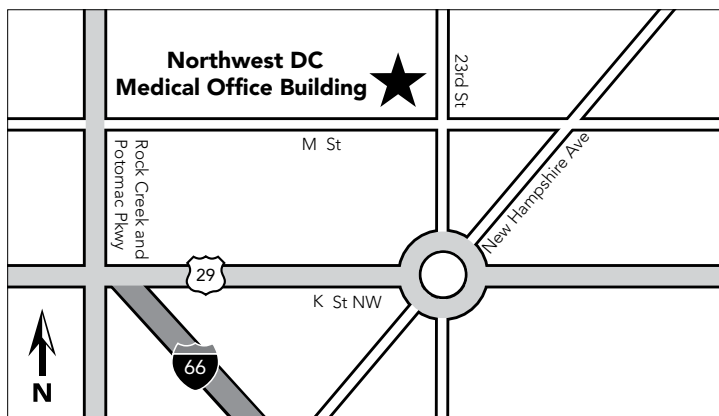 Northwest DC
Medical Office Building
23rd St
M St
Rock Creek and
Potomac Pkwy
New Hampshire Ave
29
K St NW
66
N